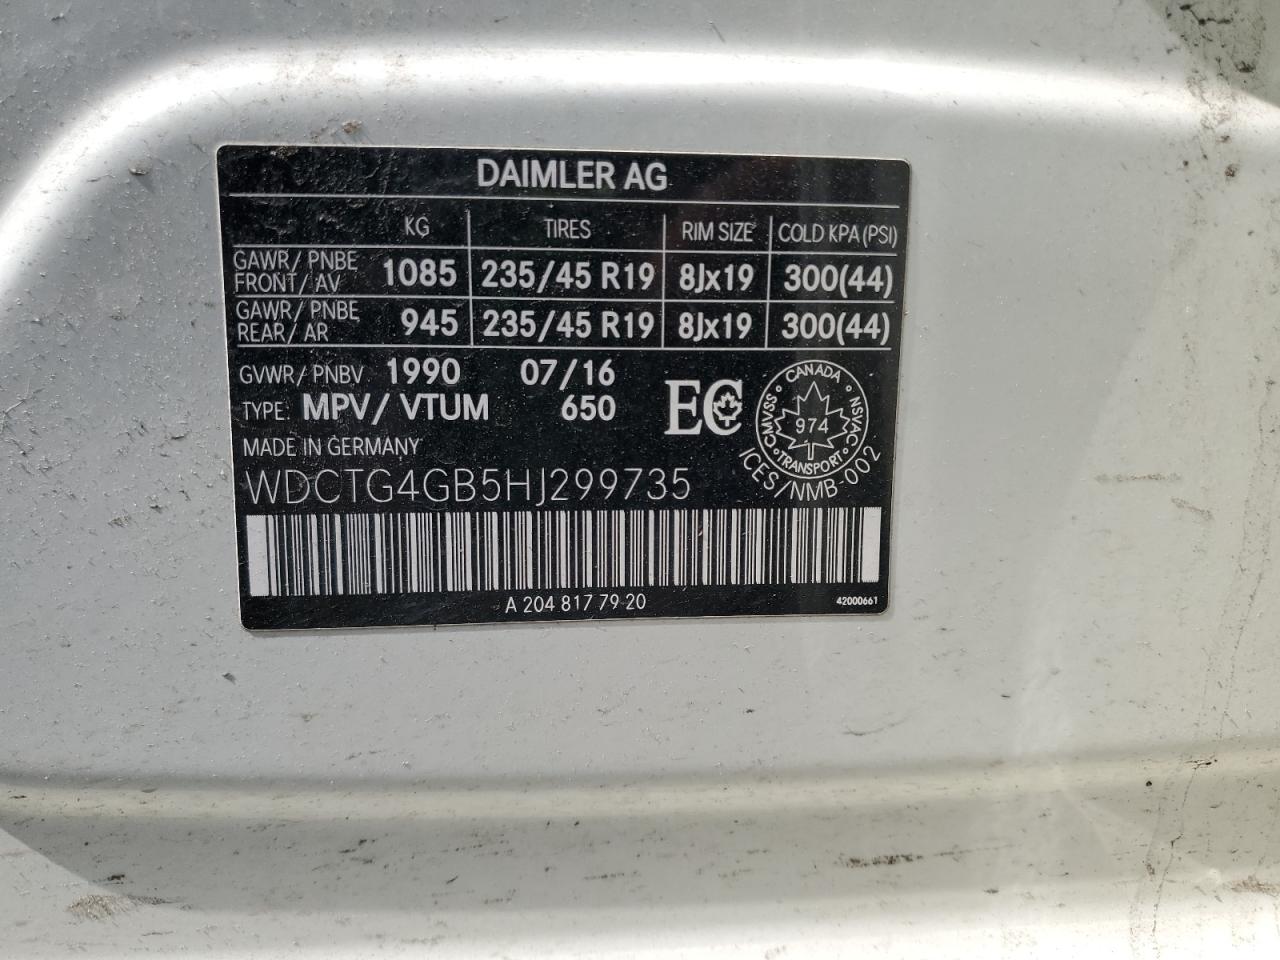 DAIMLER AG
KG TIRES RIM SIZE COLD KPA (PSI)
GAWR/ PNBE FRONT/ AV 1085 235/45 R19 8Jx19 300(44)
GAWR/ PNBE REAR/ AR 945 235/45 R19 8Jx19 300(44)
GVWR/ PNBV 1990 07/16
TYPE: MPV/ VTUM 650
EC
CANADA
CMVSS NSVAC
974
TRANSPORT
ICES/NMB-002
MADE IN GERMANY
WDCTG4GB5HJ299735
A 204 817 79 20
42000661